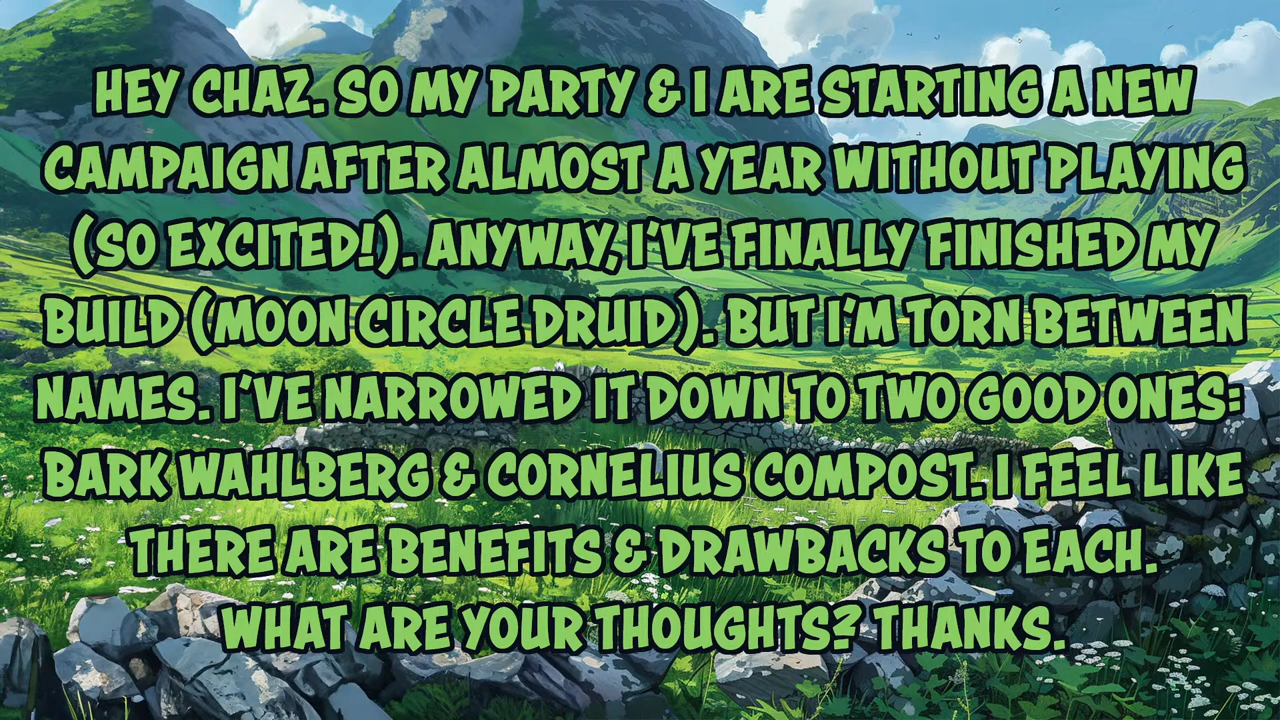 HEY CHAZ. SO MY PARTY & I ARE STARTING A NEW
CAMPAIGN AFTER ALMOST A YEAR WITHOUT PLAYING
(SO EXCITED!). ANYWAY, I'VE FINALLY FINISHED MY
BUILD (MOON CIRCLE DRUID). BUT I'M TORN BETWEEN
NAMES. I'VE NARROWED IT DOWN TO TWO GOOD ONES:
BARK WAHLBERG & CORNELIUS COMPOST. I FEEL LIKE
THERE ARE BENEFITS & DRAWBACKS TO EACH.
WHAT ARE YOUR THOUGHTS? THANKS.